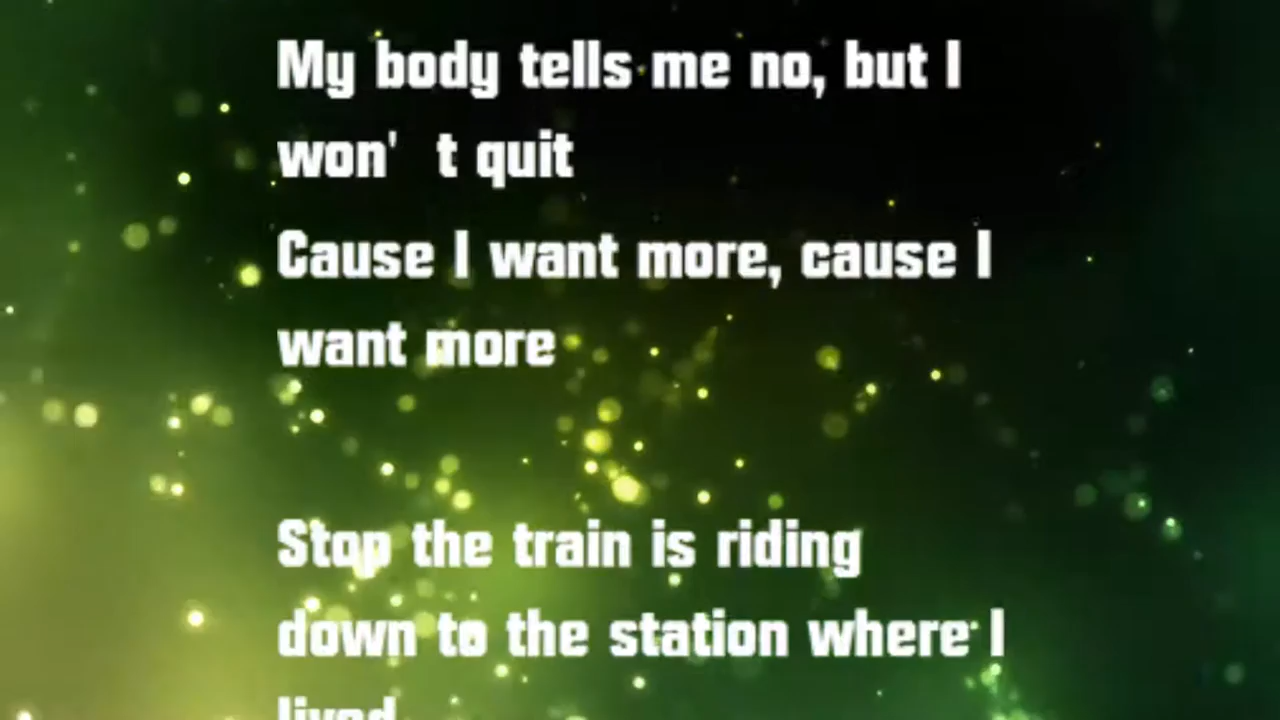 My body tells me no, but I
won' t quit
Cause I want more, cause I
want more
Stop the train is riding
down to the station where I
lived